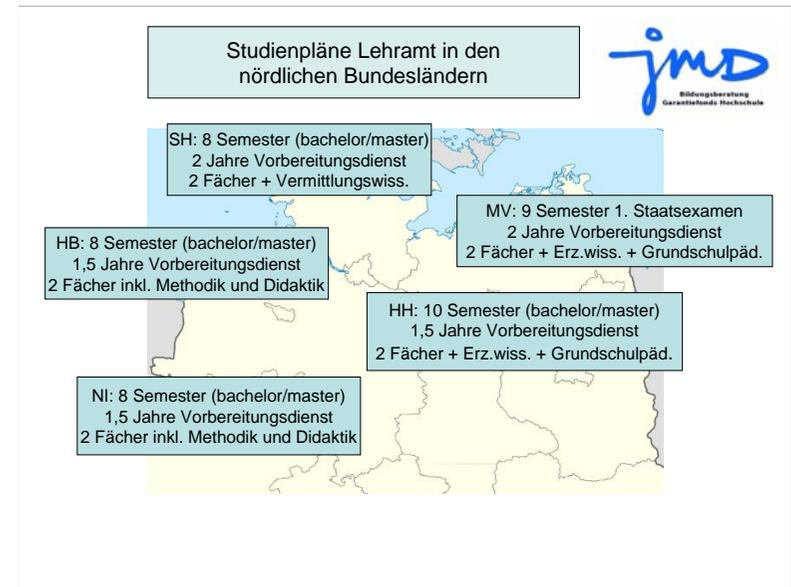 Studienpläne Lehramt in den
nördlichen Bundesländern
jmD
Bildungsberatung
Garantiefonds Hochschule
SH: 8 Semester (bachelor/master)
2 Jahre Vorbereitungsdienst
2 Fächer + Vermittlungswiss.
MV: 9 Semester 1. Staatsexamen
2 Jahre Vorbereitungsdienst
2 Fächer + Erz.wiss. + Grundschulpäd.
HB: 8 Semester (bachelor/master)
1,5 Jahre Vorbereitungsdienst
2 Fächer inkl. Methodik und Didaktik
HH: 10 Semester (bachelor/master)
1,5 Jahre Vorbereitungsdienst
2 Fächer + Erz.wiss. + Grundschulpäd.
NI: 8 Semester (bachelor/master)
1,5 Jahre Vorbereitungsdienst
2 Fächer inkl. Methodik und Didaktik